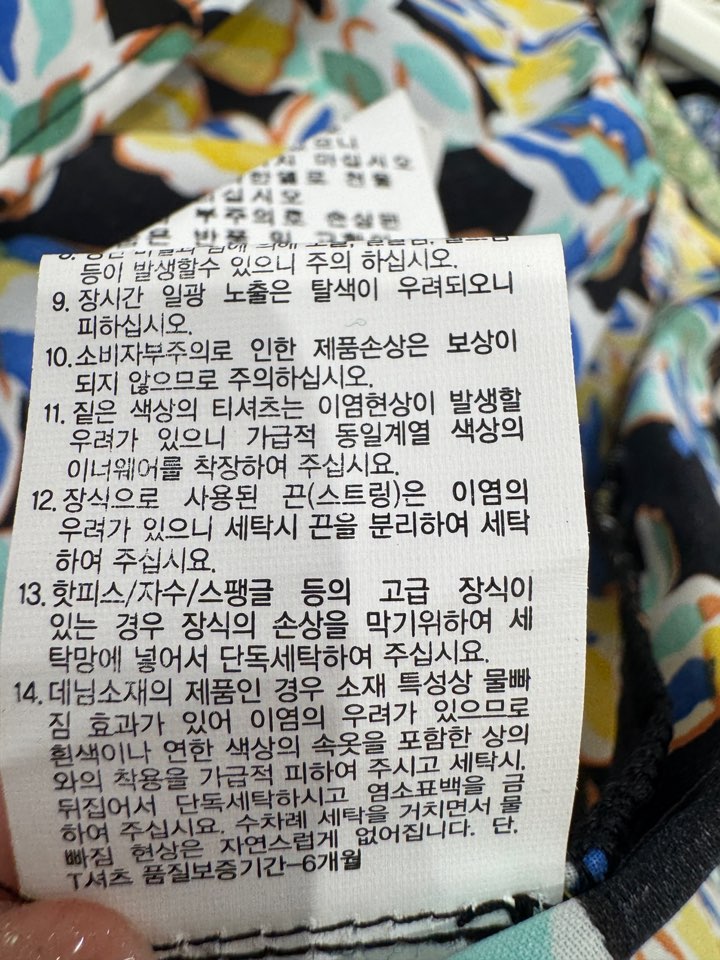 지 마십시오
부주의로 손상된
등이 발생할수 있으니 주의 하십시오.
9. 장시간 일광 노출은 탈색이 우려되오니
피하십시오.
10. 소비자부주의로 인한 제품손상은 보상이
되지 않으므로 주의하십시오.
11. 짙은 색상의 티셔츠는 이염현상이 발생할
우려가 있으니 가급적 동일계열 색상의
이너웨어를 착장하여 주십시요.
12. 장식으로 사용된 끈(스트링)은 이염의
우려가 있으니 세탁시 끈을 분리하여 세탁
하여 주십시요.
13. 핫피스/자수/스팽글 등의 고급 장식이
있는 경우 장식의 손상을 막기위하여 세
탁망에 넣어서 단독세탁하여 주십시요.
14. 데님소재의 제품인 경우 소재 특성상 물빠
짐 효과가 있어 이염의 우려가 있으므로
흰색이나 연한 색상의 속옷을 포함한 상의
와의 착용을 가급적 피하여 주시고 세탁시,
뒤집어서 단독세탁하시고 염소표백을 금
하여 주십시요. 수차례 세탁을 거치면서 물
빠짐 현상은 자연스럽게 없어집니다. 단.
T셔츠 품질보증기간-6개월